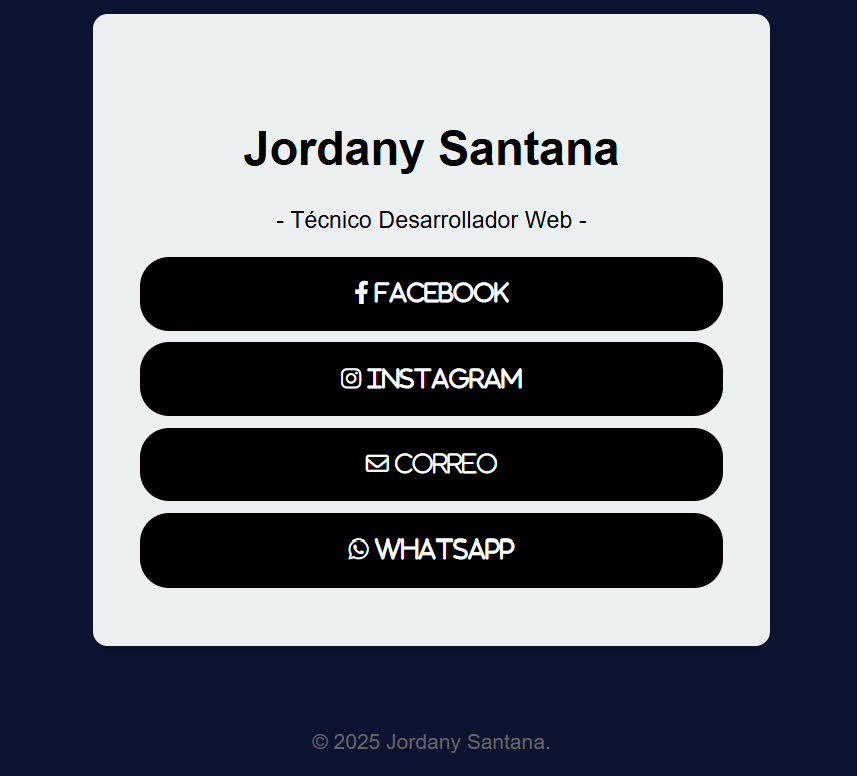 Jordany Santana
- Técnico Desarrollador Web -
FACEBOOK
INSTAGRAM
CORREO
WHATSAPP
© 2025 Jordany Santana.